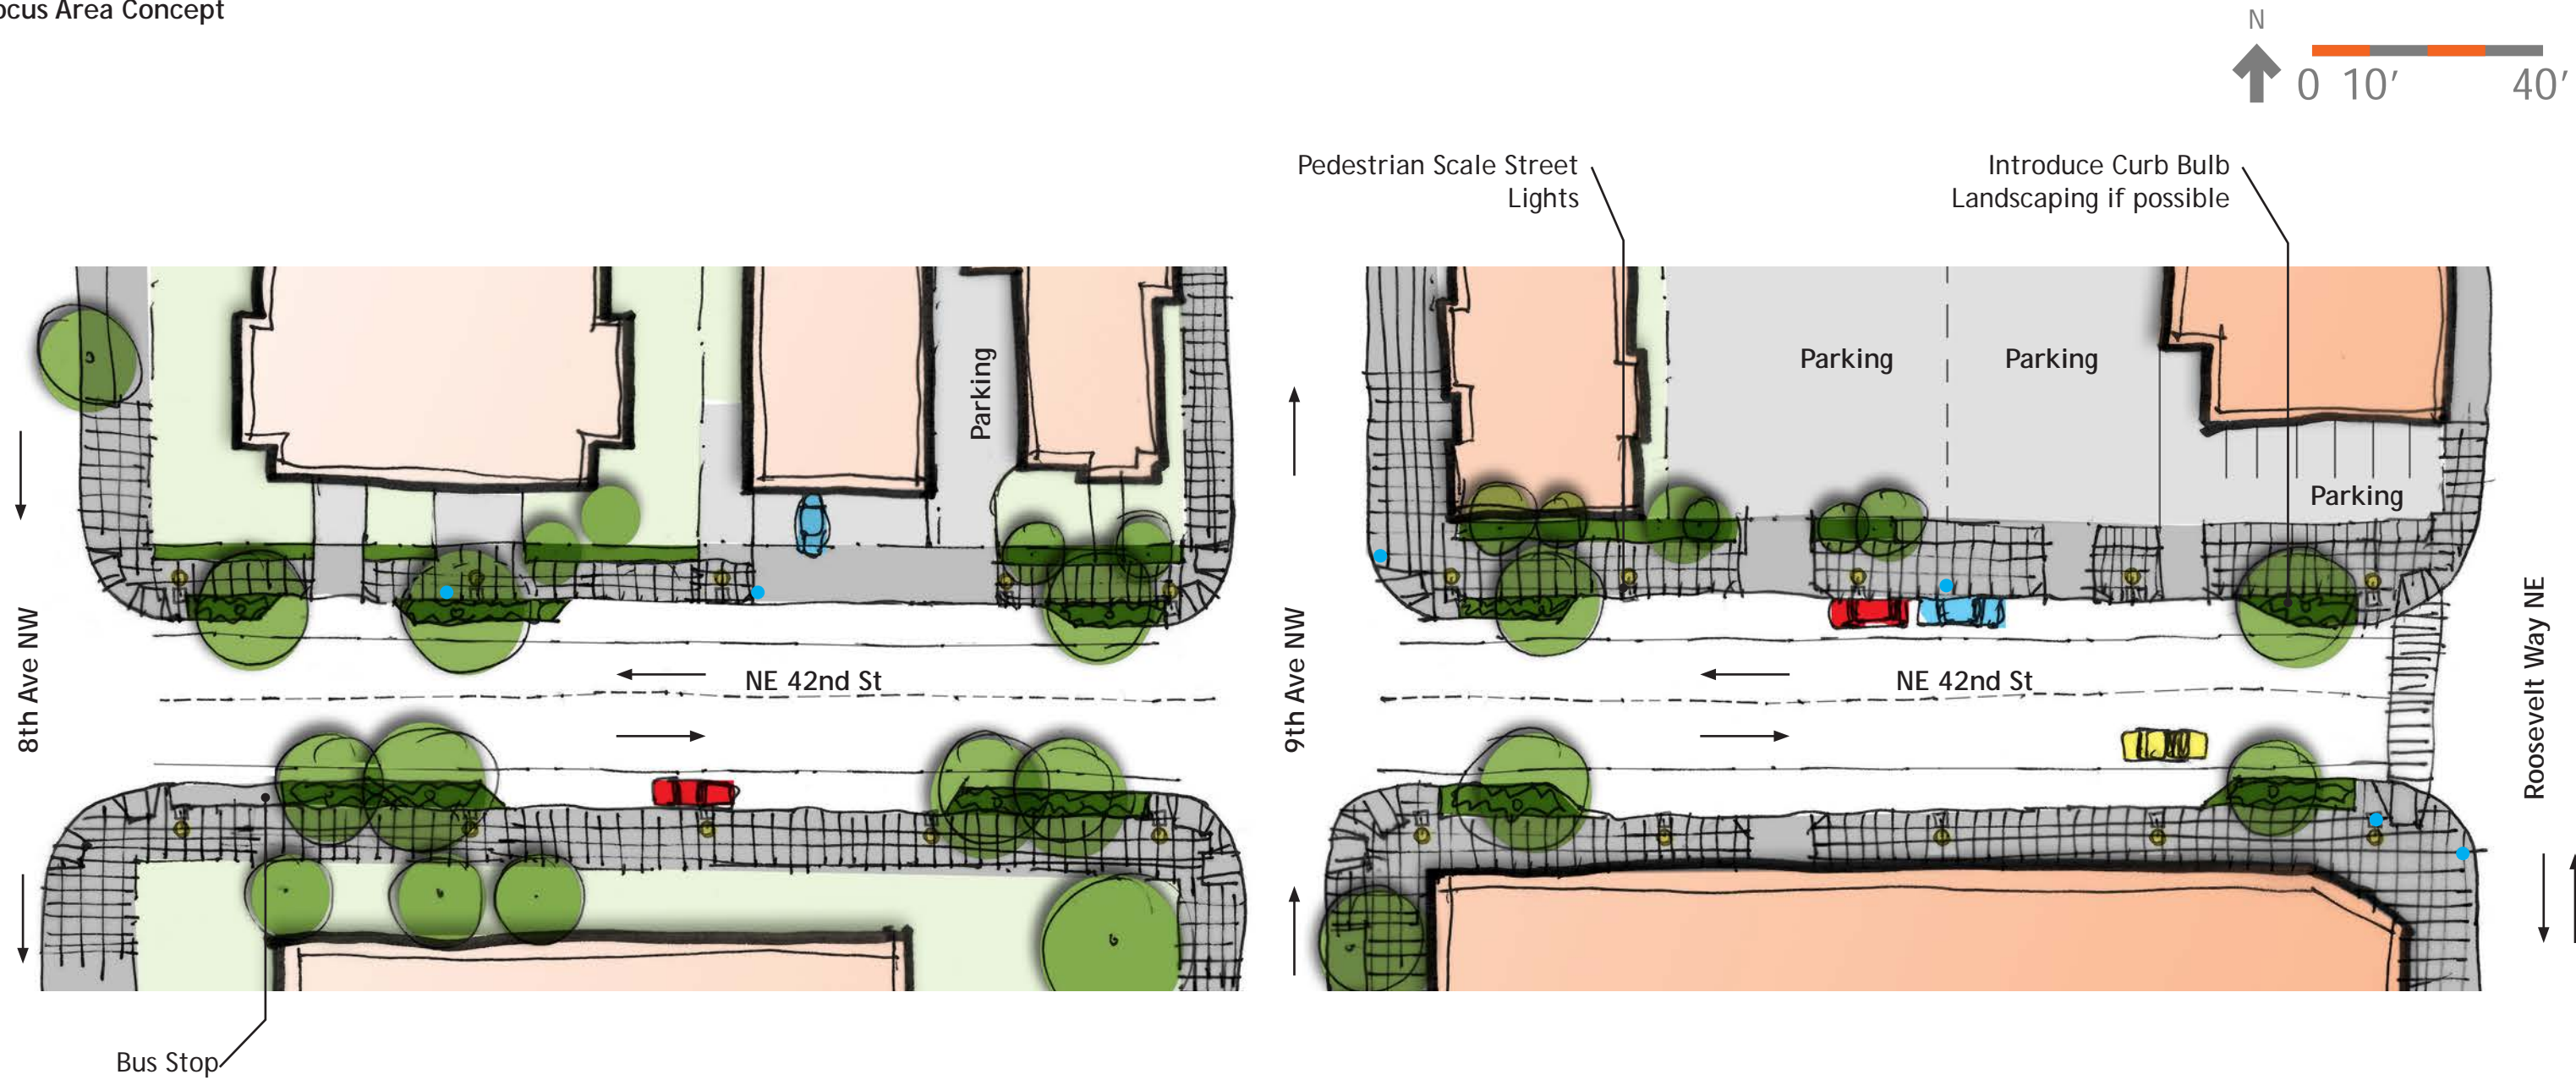 ocus Area Concept
N
0 10' 40'
Pedestrian Scale Street
Lights
Introduce Curb Bulb
Landscaping if possible
Parking
Parking
Parking
Parking
8th Ave NW
NE 42nd St
9th Ave NW
NE 42nd St
Roosevelt Way NE
Bus Stop